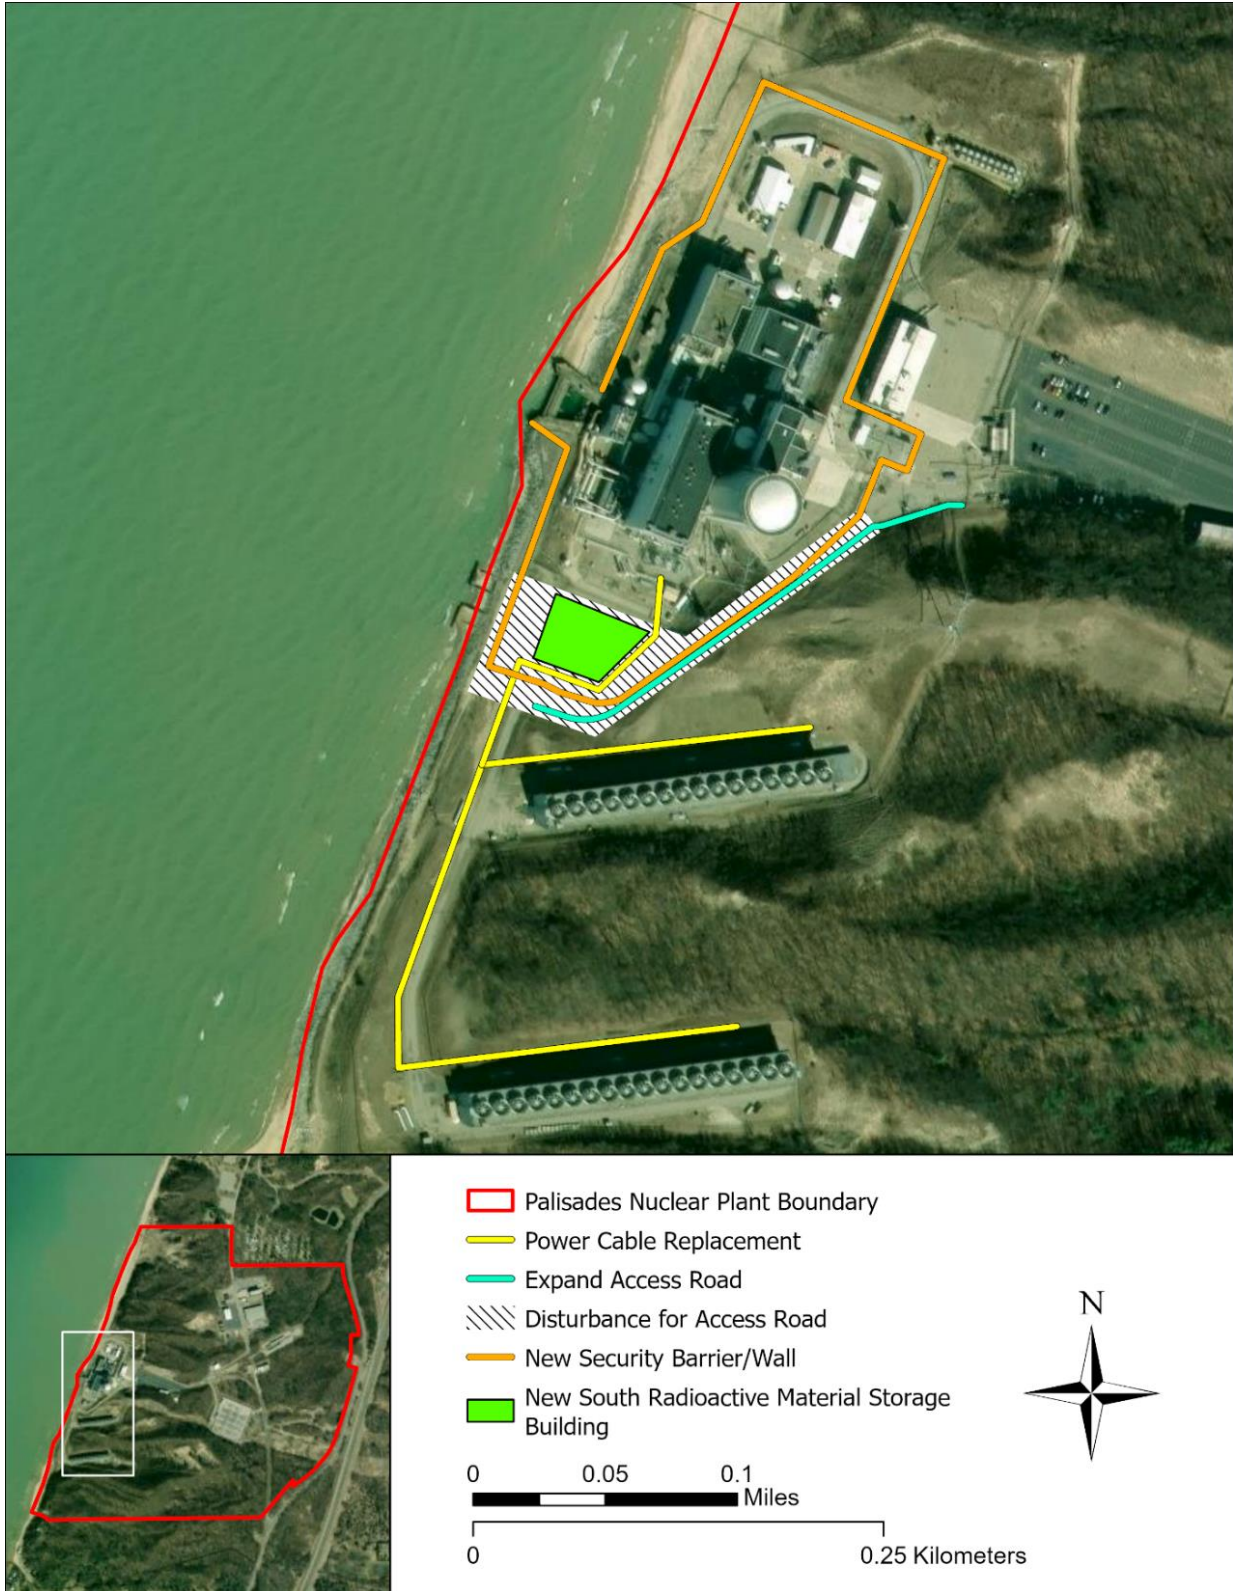 Palisades Nuclear Plant Boundary
Power Cable Replacement
Expand Access Road
Disturbance for Access Road
New Security Barrier/Wall
New South Radioactive Material Storage
Building
N
0 0.05 0.1
Miles
0 0.25 Kilometers